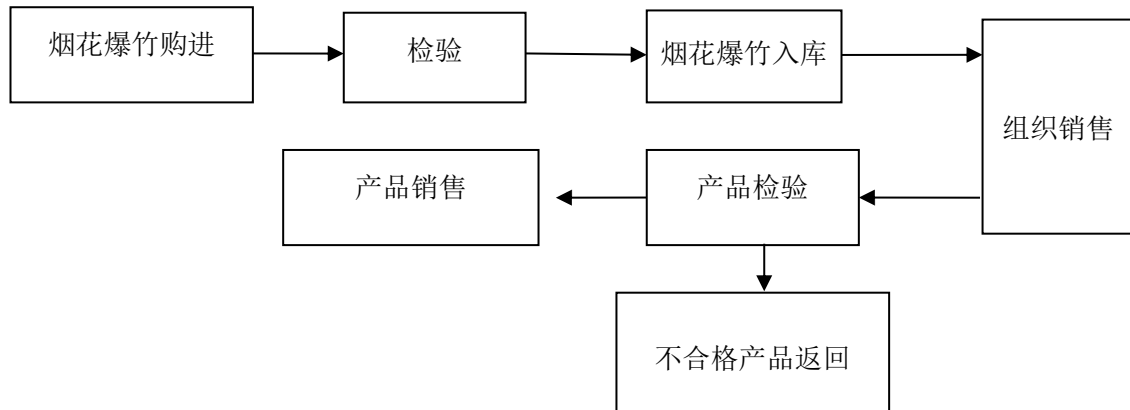 烟花爆竹购进
检验
烟花爆竹入库
组织销售
产品销售
产品检验
不合格产品返回